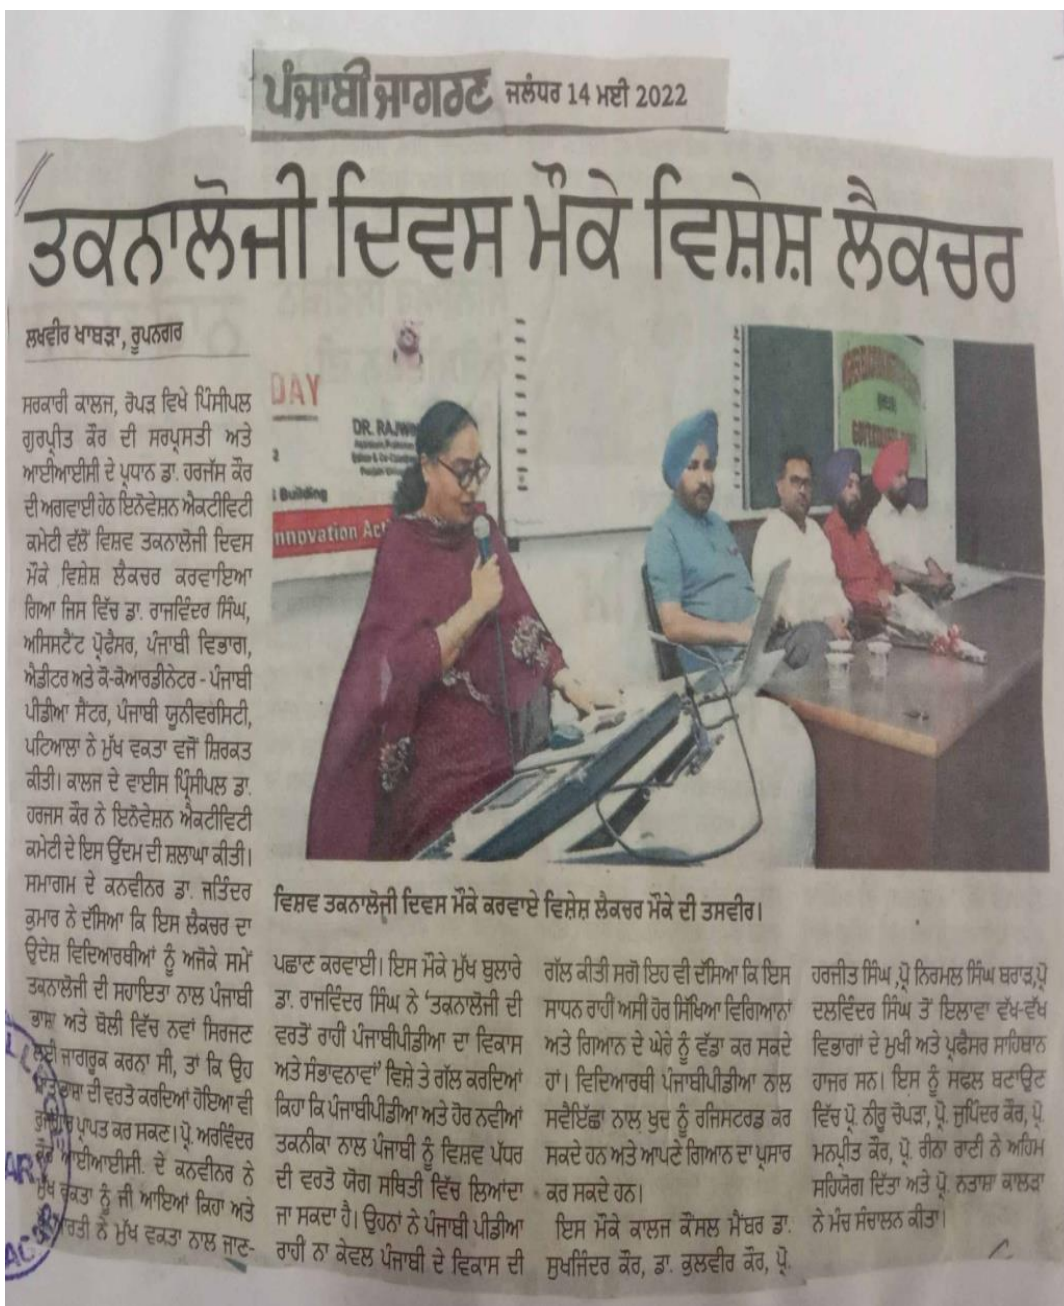 ਪੰਜਾਬੀ ਜਾਗਰਣ ਜਲੰਧਰ 14 ਮਈ 2022
ਤਕਨਾਲੋਜੀ ਦਿਵਸ ਮੌਕੇ ਵਿਸ਼ੇਸ਼ ਲੈਕਚਰ
ਲਖਵੀਰ ਖਾਬੜਾ, ਰੂਪਨਗਰ
ਸਰਕਾਰੀ ਕਾਲਜ, ਰੋਪੜ ਵਿਖੇ ਪਿੰਸੀਪਲ
ਗੁਰਪ੍ਰੀਤ ਕੌਰ ਦੀ ਸਰਪ੍ਰਸਤੀ ਅਤੇ
ਆਈਆਈਸੀ ਦੇ ਪ੍ਰਧਾਨ ਡਾ. ਹਰਜੱਸ ਕੌਰ
ਦੀ ਅਗਵਾਈ ਹੇਠ ਇਨੋਵੇਸ਼ਨ ਐਕਟੀਵਿਟੀ
ਕਮੇਟੀ ਵੱਲੋਂ ਵਿਸ਼ਵ ਤਕਨਾਲੋਜੀ ਦਿਵਸ
ਮੌਕੇ ਵਿਸ਼ੇਸ਼ ਲੈਕਚਰ ਕਰਵਾਇਆ
ਗਿਆ ਜਿਸ ਵਿੱਚ ਡਾ. ਰਾਜਵਿੰਦਰ ਸਿੰਘ,
ਅਸਿਸਟੈਂਟ ਪ੍ਰੋਫੈਸਰ, ਪੰਜਾਬੀ ਵਿਭਾਗ,
ਐਡੀਟਰ ਅਤੇ ਕੋ-ਕੋਆਰਡੀਨੇਟਰ - ਪੰਜਾਬੀ
ਪੀਡੀਆ ਸੈਂਟਰ, ਪੰਜਾਬੀ ਯੂਨੀਵਰਸਿਟੀ,
ਪਟਿਆਲਾ ਨੇ ਮੁੱਖ ਵਕਤਾ ਵਜੋਂ ਸ਼ਿਰਕਤ
ਕੀਤੀ। ਕਾਲਜ ਦੇ ਵਾਈਸ ਪ੍ਰਿੰਸੀਪਲ ਡਾ.
ਹਰਜਸ ਕੌਰ ਨੇ ਇਨੋਵੇਸ਼ਨ ਐਕਟੀਵਿਟੀ
ਕਮੇਟੀ ਦੇ ਇਸ ਉੱਦਮ ਦੀ ਸ਼ਲਾਘਾ ਕੀਤੀ।
ਸਮਾਗਮ ਦੇ ਕਨਵੀਨਰ ਡਾ. ਜਤਿੰਦਰ
ਕੁਮਾਰ ਨੇ ਦੱਸਿਆ ਕਿ ਇਸ ਲੈਕਚਰ ਦਾ
ਉਦੇਸ਼ ਵਿਦਿਆਰਥੀਆਂ ਨੂੰ ਅਜੋਕੇ ਸਮੇਂ
ਤਕਨਾਲੋਜੀ ਦੀ ਸਹਾਇਤਾ ਨਾਲ ਪੰਜਾਬੀ
ਭਾਸ਼ ਅਤੇ ਬੋਲੀ ਵਿੱਚ ਨਵਾਂ ਸਿਰਜਣ
ਲਈ ਜਾਗਰੂਕ ਕਰਨਾ ਸੀ, ਤਾਂ ਕਿ ਉਹ
ਦੀ ਵਰਤੋ ਕਰਦਿਆਂ ਹੋਇਆ ਵੀ
ਪ੍ਰਾਪਤ ਕਰ ਸਕਣ। ਪ੍ਰੋ. ਅਰਵਿੰਦਰ
ਕੌਰ ਆਈਆਈਸੀ. ਦੇ ਕਨਵੀਨਰ ਨੇ
ਮੁੱਖ ਵਕਤਾ ਨੂੰ ਜੀ ਆਇਆਂ ਕਿਹਾ ਅਤੇ
ਨੇ ਮੁੱਖ ਵਕਤਾ ਨਾਲ ਜਾਣ-
DAY
DR. RAJWIN
Building
nnovation Act
ਵਿਸ਼ਵ ਤਕਨਾਲੋਜੀ ਦਿਵਸ ਮੌਕੇ ਕਰਵਾਏ ਵਿਸ਼ੇਸ਼ ਲੈਕਚਰ ਮੌਕੇ ਦੀ ਤਸਵੀਰ।
ਪਛਾਣ ਕਰਵਾਈ। ਇਸ ਮੌਕੇ ਮੁੱਖ ਬੁਲਾਰੇ
ਡਾ. ਰਾਜਵਿੰਦਰ ਸਿੰਘ ਨੇ ‘ਤਕਨਾਲੋਜੀ ਦੀ
ਵਰਤੋਂ ਰਾਹੀ ਪੰਜਾਬੀਪੀਡੀਆ ਦਾ ਵਿਕਾਸ
ਅਤੇ ਸੰਭਾਵਨਾਵਾਂ’ ਵਿਸ਼ੇ ਤੇ ਗੱਲ ਕਰਦਿਆਂ
ਕਿਹਾ ਕਿ ਪੰਜਾਬੀਪੀਡੀਆ ਅਤੇ ਹੋਰ ਨਵੀਆਂ
ਤਕਨੀਕਾ ਨਾਲ ਪੰਜਾਬੀ ਨੂੰ ਵਿਸ਼ਵ ਪੱਧਰ
ਦੀ ਵਰਤੋ ਯੋਗ ਸਥਿਤੀ ਵਿੱਚ ਲਿਆਂਦਾ
ਜਾ ਸਕਦਾ ਹੈ। ਉਹਨਾਂ ਨੇ ਪੰਜਾਬੀ ਪੀਡੀਆ
ਰਾਹੀ ਨਾ ਕੇਵਲ ਪੰਜਾਬੀ ਦੇ ਵਿਕਾਸ ਦੀ
ਗੱਲ ਕੀਤੀ ਸਗੋ ਇਹ ਵੀ ਦੱਸਿਆ ਕਿ ਇਸ
ਸਾਧਨ ਰਾਹੀ ਅਸੀ ਹੋਰ ਸਿੱਖਿਆ ਵਿਗਿਆਨਾਂ
ਅਤੇ ਗਿਆਨ ਦੇ ਘੇਰੇ ਨੂੰ ਵੱਡਾ ਕਰ ਸਕਦੇ
ਹਾਂ। ਵਿਦਿਆਰਥੀ ਪੰਜਾਬੀਪੀਡੀਆ ਨਾਲ
ਸਵੈਇੱਛਾ ਨਾਲ ਖੁਦ ਨੂੰ ਰਜਿਸਟਰਡ ਕਰ
ਸਕਦੇ ਹਨ ਅਤੇ ਆਪਣੇ ਗਿਆਨ ਦਾ ਪ੍ਰਸਾਰ
ਕਰ ਸਕਦੇ ਹਨ।
ਇਸ ਮੌਕੇ ਕਾਲਜ ਕੌਂਸਲ ਮੈਂਬਰ ਡਾ.
ਸੁਖਜਿੰਦਰ ਕੌਰ, ਡਾ. ਕੁਲਵੀਰ ਕੌਰ, ਪ੍ਰੋ.
ਹਰਜੀਤ ਸਿੰਘ ,ਪ੍ਰੋ ਨਿਰਮਲ ਸਿੰਘ ਬਰਾੜ,ਪ੍ਰੋ
ਦਲਵਿੰਦਰ ਸਿੰਘ ਤੋਂ ਇਲਾਵਾ ਵੱਖ-ਵੱਖ
ਵਿਭਾਗਾਂ ਦੇ ਮੁਖੀ ਅਤੇ ਪ੍ਰਫੈਸਰ ਸਾਹਿਬਾਨ
ਹਾਜਰ ਸਨ। ਇਸ ਨੂੰ ਸਫਲ ਬਣਾਉਣ
ਵਿੱਚ ਪ੍ਰੋ. ਨੀਰੂ ਚੋਪੜਾ, ਪ੍ਰੋ. ਜੁਪਿੰਦਰ ਕੌਰ, ਪ੍ਰੋ.
ਮਨਪੀਤ ਕੌਰ, ਪ੍ਰੋ. ਰੀਨਾ ਰਾਣੀ ਨੇ ਅਹਿਮ
ਸਹਿਯੋਗ ਦਿੱਤਾ ਅਤੇ ਪ੍ਰੋ. ਨਤਾਸ਼ਾ ਕਾਲੜਾ
ਨੇ ਮੰਚ ਸੰਚਾਲਨ ਕੀਤਾ।